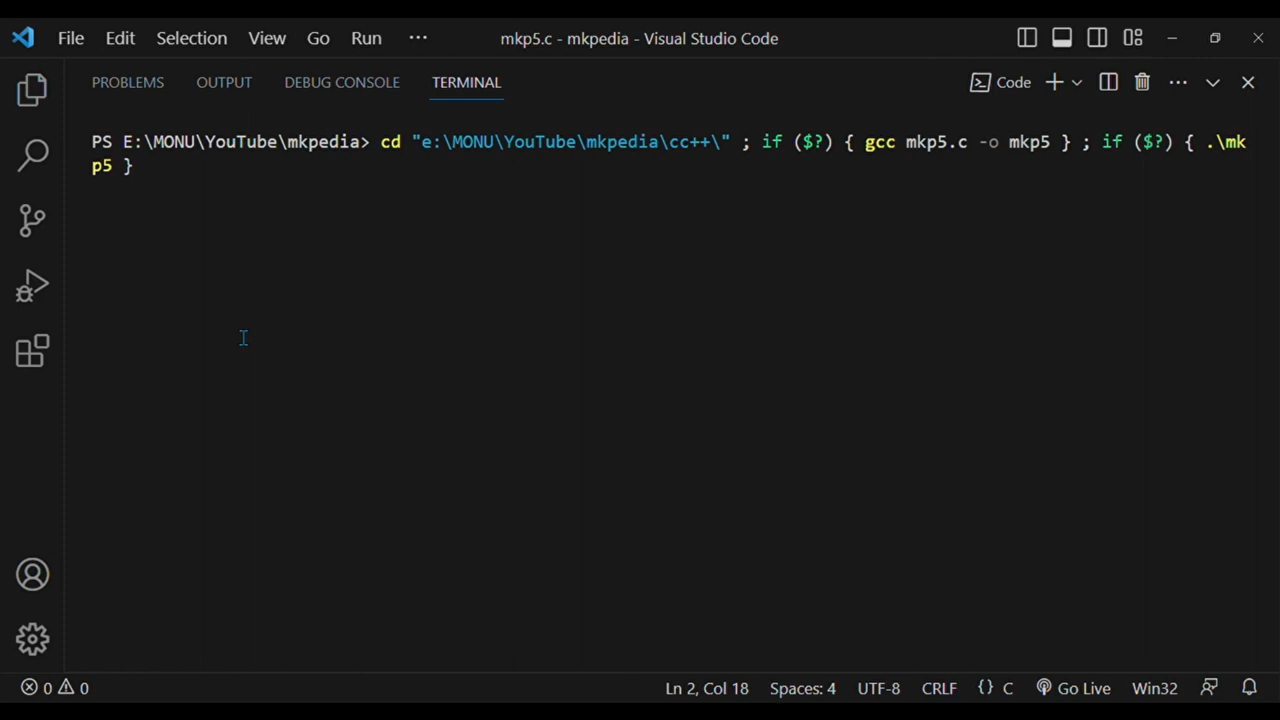 File Edit Selection View Go Run ··· mkp5.c - mkpedia - Visual Studio Code
PROBLEMS OUTPUT DEBUG CONSOLE TERMINAL Code
PS E:\MONU\YouTube\mkpedia> cd "e:\MONU\YouTube\mkpedia\cc++\" ; if ($?) { gcc mkp5.c -o mkp5 } ; if ($?) { .\mk
p5 }
0 0 Ln 2, Col 18 Spaces: 4 UTF-8 CRLF {} C Go Live Win32